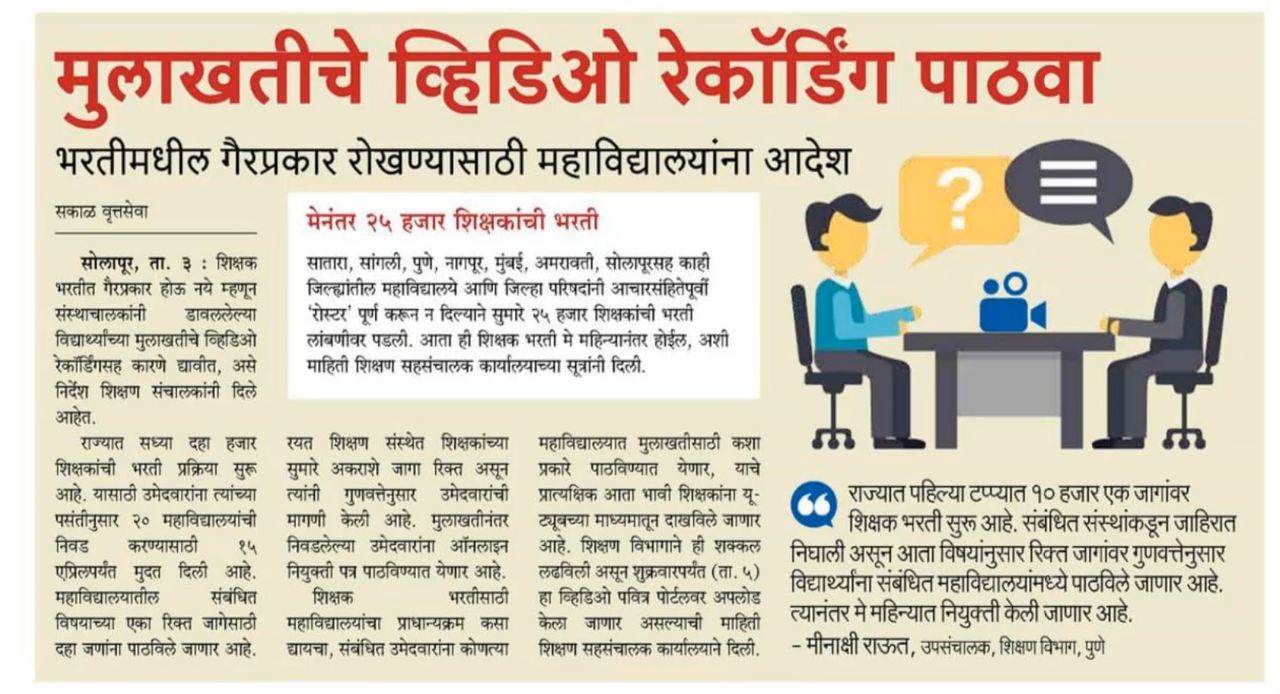 मुलाखतीचे व्हिडिओ रेकॉर्डिंग पाठवा
भरतीमधील गैरप्रकार रोखण्यासाठी महाविद्यालयांना आदेश
सकाळ वृत्तसेवा
सोलापूर, ता. ३ : शिक्षक
भरतीत गैरप्रकार होऊ नये म्हणून
संस्थाचालकांनी डावललेल्या
विद्यार्थ्यांच्या मुलाखतीचे व्हिडिओ
रेकॉर्डिंगसह कारणे द्यावीत, असे
निर्देश शिक्षण संचालकांनी दिले
आहेत.
राज्यात सध्या दहा हजार
शिक्षकांची भरती प्रक्रिया सुरू
आहे. यासाठी उमेदवारांना त्यांच्या
पसंतीनुसार २० महाविद्यालयांची
निवड करण्यासाठी १५
एप्रिलपर्यंत मुदत दिली आहे.
महाविद्यालयातील संबंधित
विषयाच्या एका रिक्त जागेसाठी
दहा जणांना पाठविले जाणार आहे.
मेनंतर २५ हजार शिक्षकांची भरती
सातारा, सांगली, पुणे, नागपूर, मुंबई, अमरावती, सोलापूरसह काही
जिल्ह्यांतील महाविद्यालये आणि जिल्हा परिषदांनी आचारसंहितेपूर्वी
'रोस्टर' पूर्ण करून न दिल्याने सुमारे २५ हजार शिक्षकांची भरती
लांबणीवर पडली. आता ही शिक्षक भरती मे महिन्यानंतर होईल, अशी
माहिती शिक्षण सहसंचालक कार्यालयाच्या सूत्रांनी दिली.
रयत शिक्षण संस्थेत शिक्षकांच्या
सुमारे अकराशे जागा रिक्त असून
त्यांनी गुणवत्तेनुसार उमेदवारांची
मागणी केली आहे. मुलाखतीनंतर
निवडलेल्या उमेदवारांना ऑनलाइन
नियुक्ती पत्र पाठविण्यात येणार आहे.
शिक्षक भरतीसाठी
महाविद्यालयांचा प्राधान्यक्रम कसा
द्यायचा, संबंधित उमेदवारांना कोणत्या
महाविद्यालयात मुलाखतीसाठी कशा
प्रकारे पाठविण्यात येणार, याचे
प्रात्यक्षिक आता भावी शिक्षकांना यू-
ट्यूबच्या माध्यमातून दाखविले जाणार
आहे. शिक्षण विभागाने ही शक्कल
लढविली असून शुक्रवारपर्यंत (ता. ५)
हा व्हिडिओ पवित्र पोर्टलवर अपलोड
केला जाणार असल्याची माहिती
शिक्षण सहसंचालक कार्यालयाने दिली.
?
“ राज्यात पहिल्या टप्प्यात १० हजार एक जागांवर
शिक्षक भरती सुरू आहे. संबंधित संस्थांकडून जाहिरात
निघाली असून आता विषयांनुसार रिक्त जागांवर गुणवत्तेनुसार
विद्यार्थ्यांना संबंधित महाविद्यालयांमध्ये पाठविले जाणार आहे.
त्यानंतर मे महिन्यात नियुक्ती केली जाणार आहे.
– मीनाक्षी राऊत, उपसंचालक, शिक्षण विभाग, पुणे